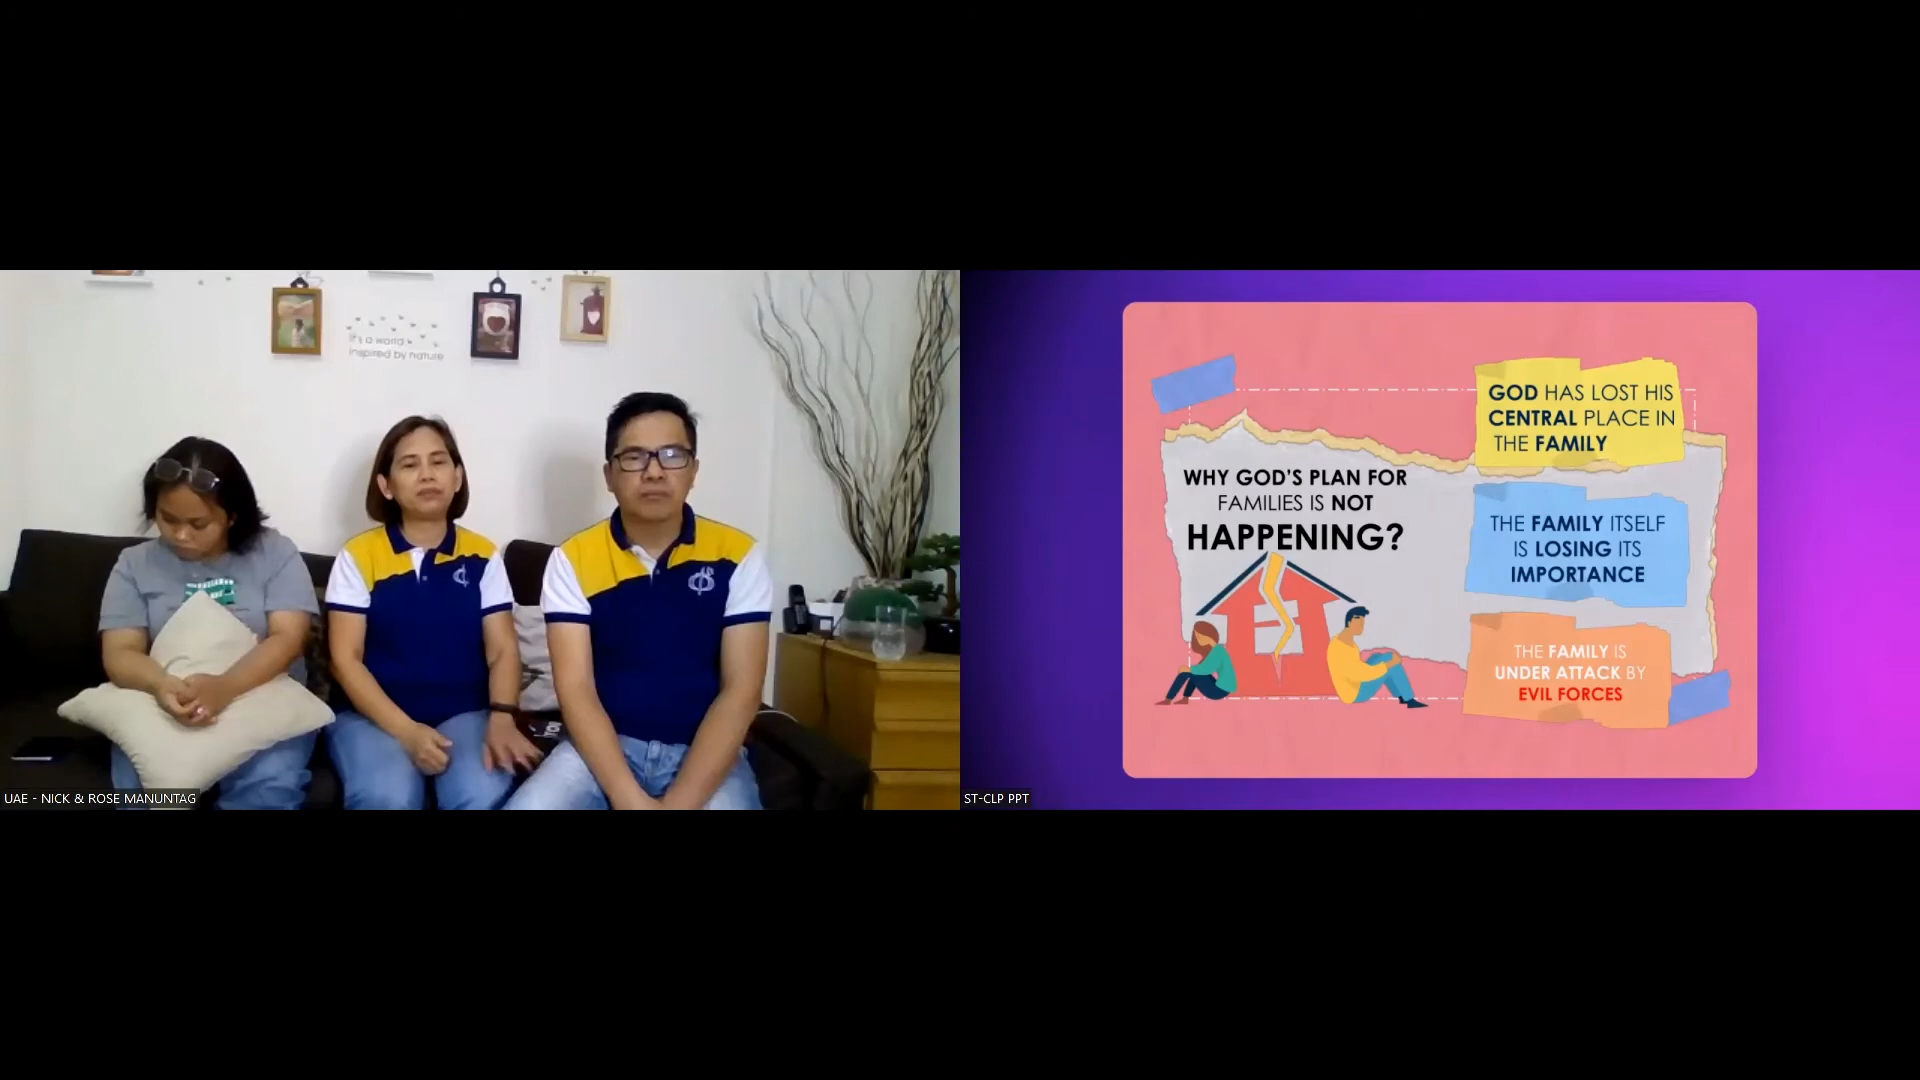 it's a world
inspired by nature
UAE - NICK & ROSE MANUNTAG
WHY GOD'S PLAN FOR
FAMILIES IS NOT
HAPPENING?
GOD HAS LOST HIS
CENTRAL PLACE IN
THE FAMILY
THE FAMILY ITSELF
IS LOSING ITS
IMPORTANCE
THE FAMILY IS
UNDER ATTACK BY
EVIL FORCES
ST-CLP PPT